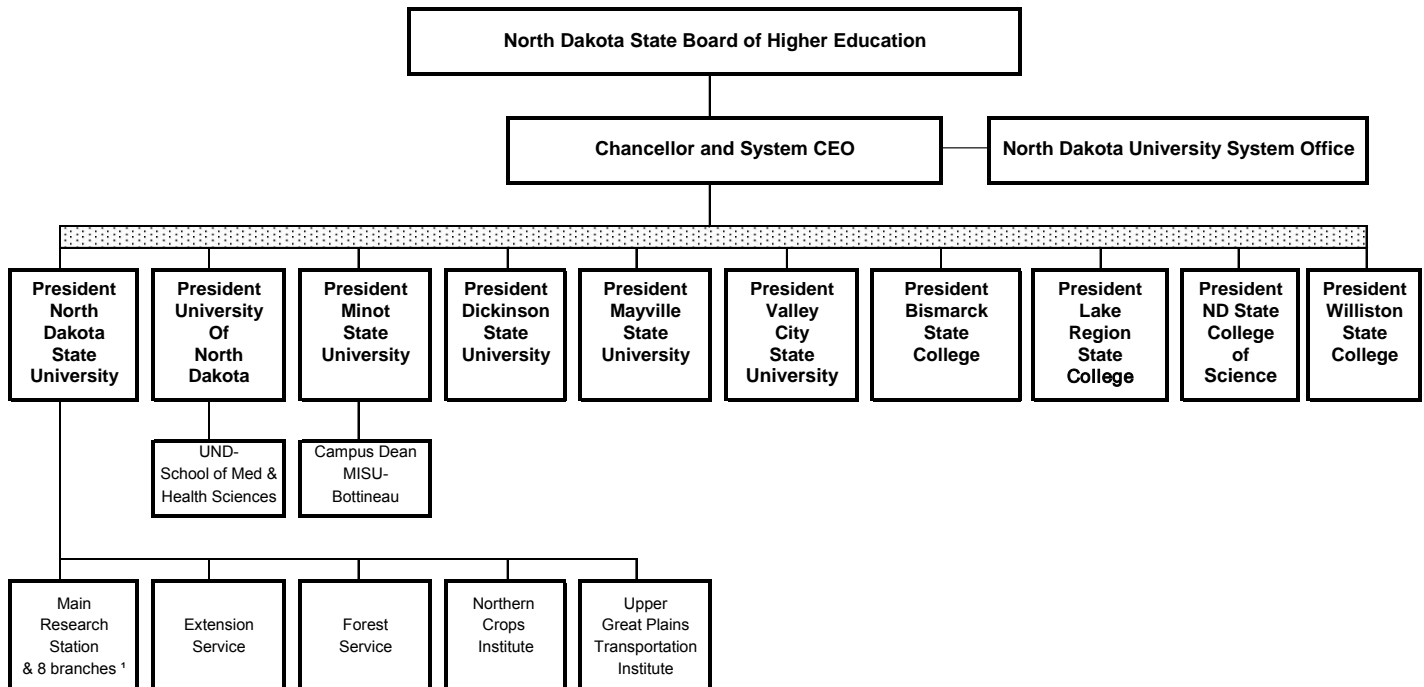 North Dakota State Board of Higher Education
Chancellor and System CEO
North Dakota University System Office
President
North
Dakota
State
University
President
University
Of
North
Dakota
President
Minot
State
University
President
Dickinson
State
University
President
Mayville
State
University
President
Valley
City
State
University
President
Bismarck
State
College
President
Lake
Region
State
College
President
ND State
College
of
Science
President
Williston
State
College
UND-
School of Med &
Health Sciences
Campus Dean
MISU-
Bottineau
Main
Research
Station
& 8 branches ¹
Extension
Service
Forest
Service
Northern
Crops
Institute
Upper
Great Plains
Transportation
Institute